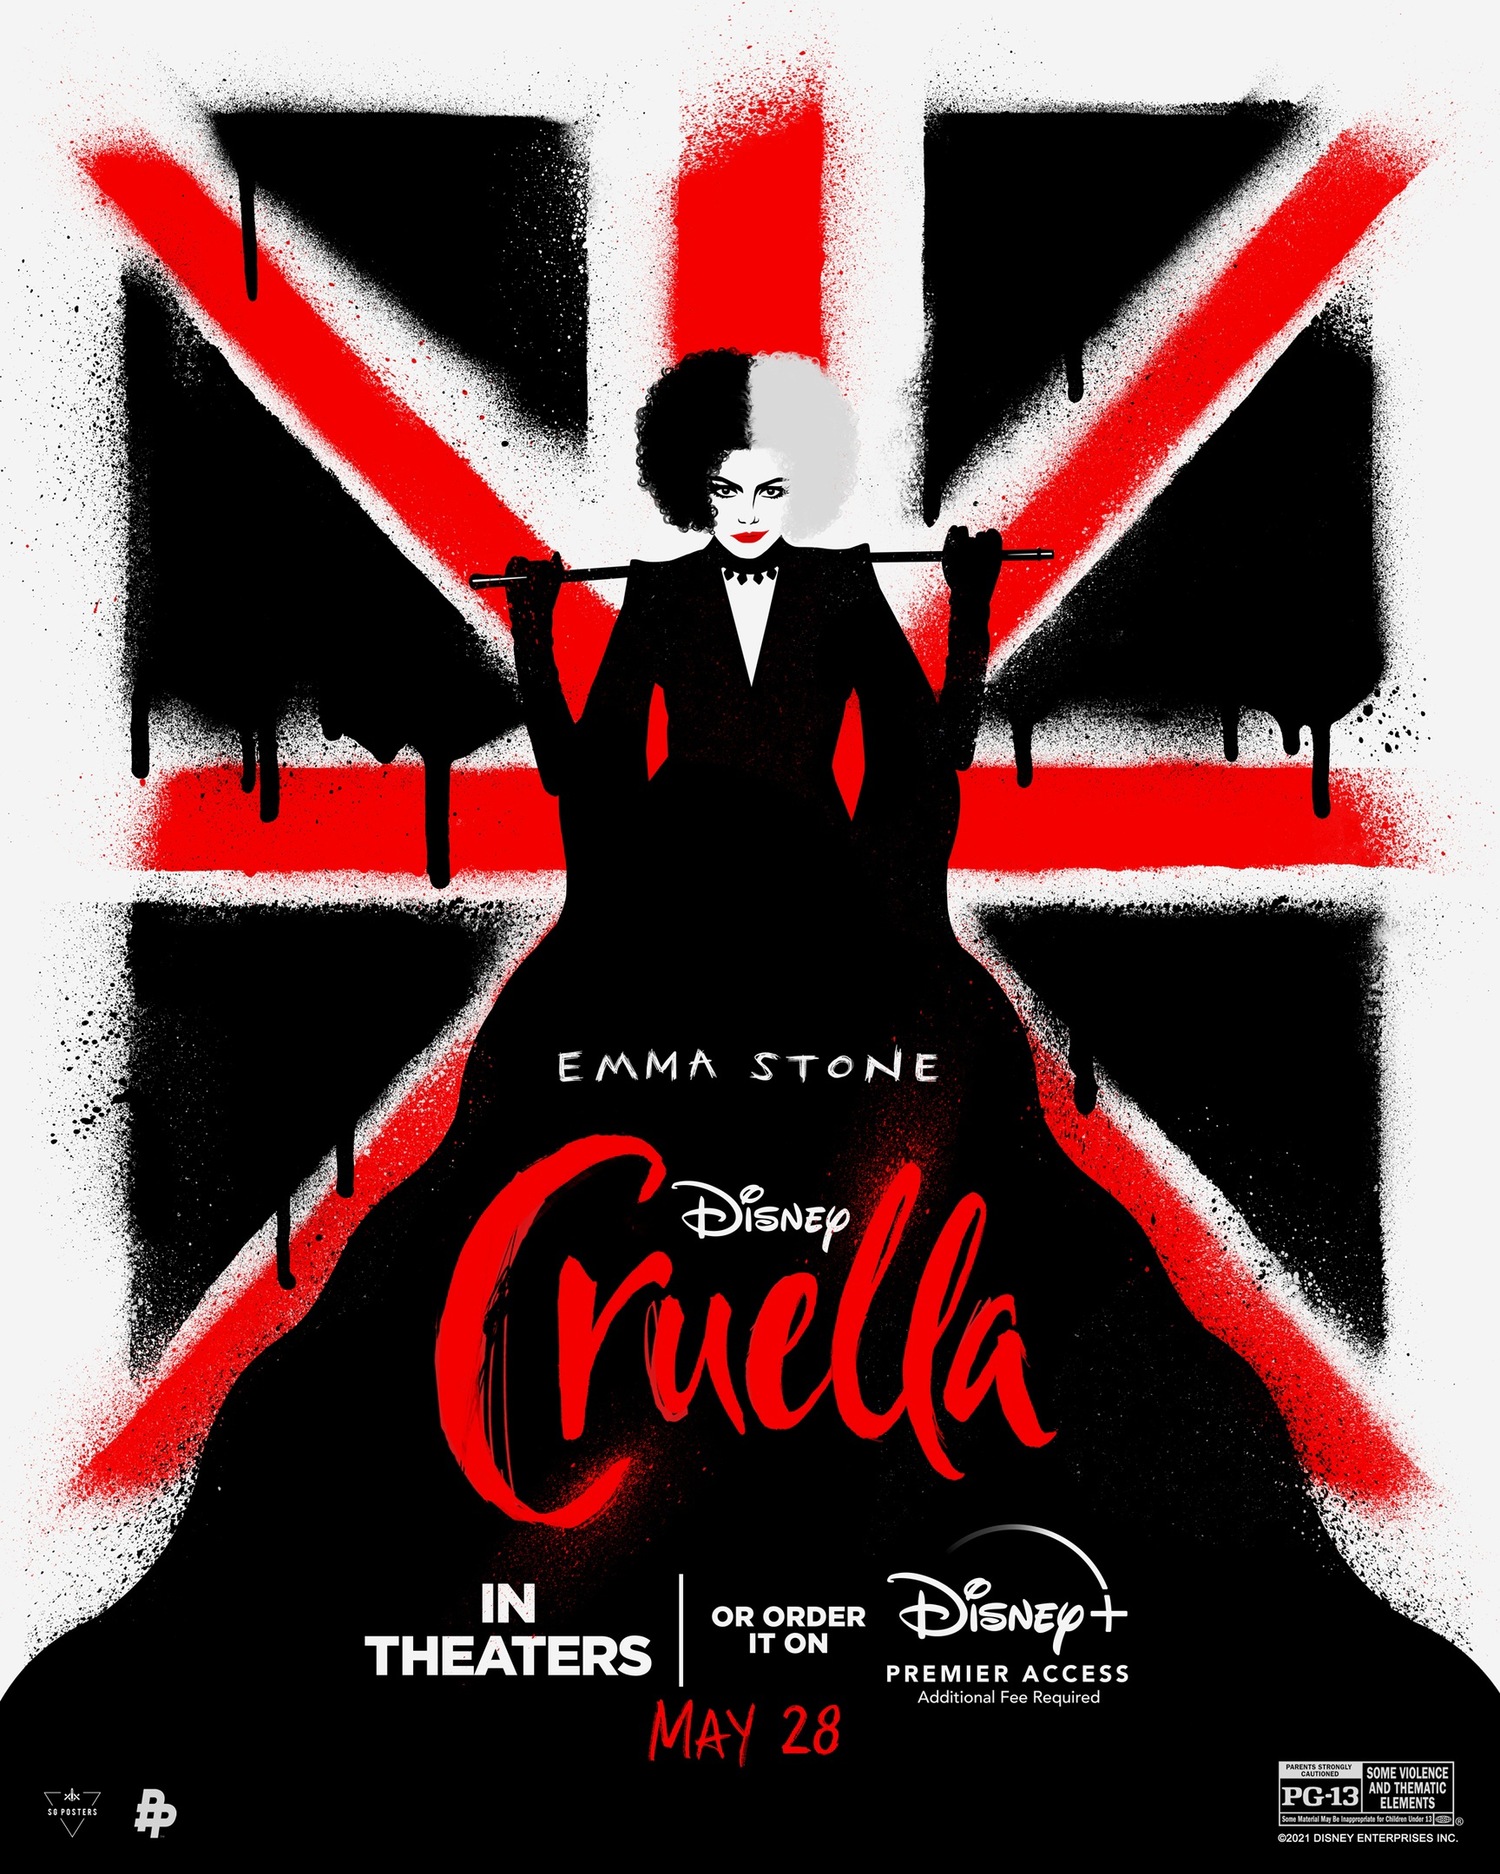 EMMA STONE
DISNEY
Cruella
IN
THEATERS
OR ORDER
IT ON
DISNEY+
PREMIER ACCESS
Additional Fee Required
MAY 28
SG POSTERS
PP
PARENTS STRONGLY
CAUTIONED
PG-13
SOME VIOLENCE
AND THEMATIC
ELEMENTS
Some Material May Be Inappropriate for Children Under 13
®
©2021 DISNEY ENTERPRISES INC.